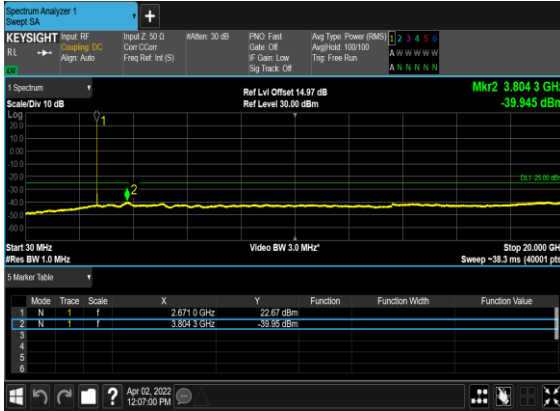 Spectrum Analyzer 1
Swept SA
+
KEYSIGHT Input: RF Input Z: 50 Ω #Atten: 30 dB PNO: Fast Avg Type: Power (RMS) 1 2 3 4 5 6
RL Coupling: DC Corr CCorr Gate: Off Avg|Hold: 100/100 A W W W W W
Align: Auto Freq Ref: Int (S) IF Gain: Low Trig: Free Run
Sig Track: Off A N N N N N
1 Spectrum Ref Lvl Offset 14.97 dB Mkr2 3.804 3 GHz
Scale/Div 10 dB Ref Level 30.00 dBm -39.945 dBm
Log
20.0
10.0
0.00
-10.0
-20.0
-30.0
-40.0
-50.0
-60.0
1
2
DL1 -25.00 dBm
Start 30 MHz Video BW 3.0 MHz* Stop 20.000 GH
#Res BW 1.0 MHz Sweep ~38.3 ms (40001 pts
5 Marker Table
Mode Trace Scale X Y Function Function Width Function Value
1 N 1 f 2.671 0 GHz 22.67 dBm
2 N 1 f 3.804 3 GHz -39.95 dBm
3
4
5
6
? Apr 02, 2022
12:07:00 PM